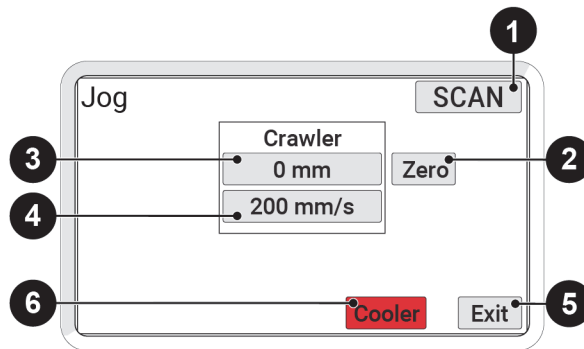 1
Jog
SCAN
Crawler
3
0 mm
Zero
2
4
200 mm/s
6
Cooler
Exit
5